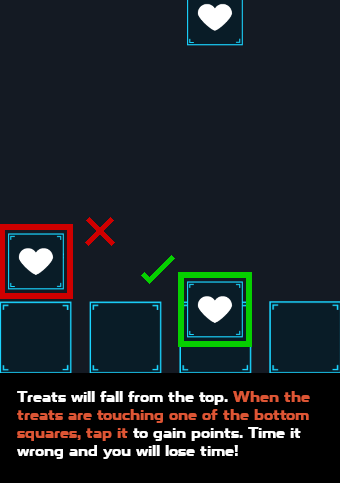 Treats will fall from the top. When the
treats are touching one of the bottom
squares, tap it to gain points. Time it
wrong and you will lose time!